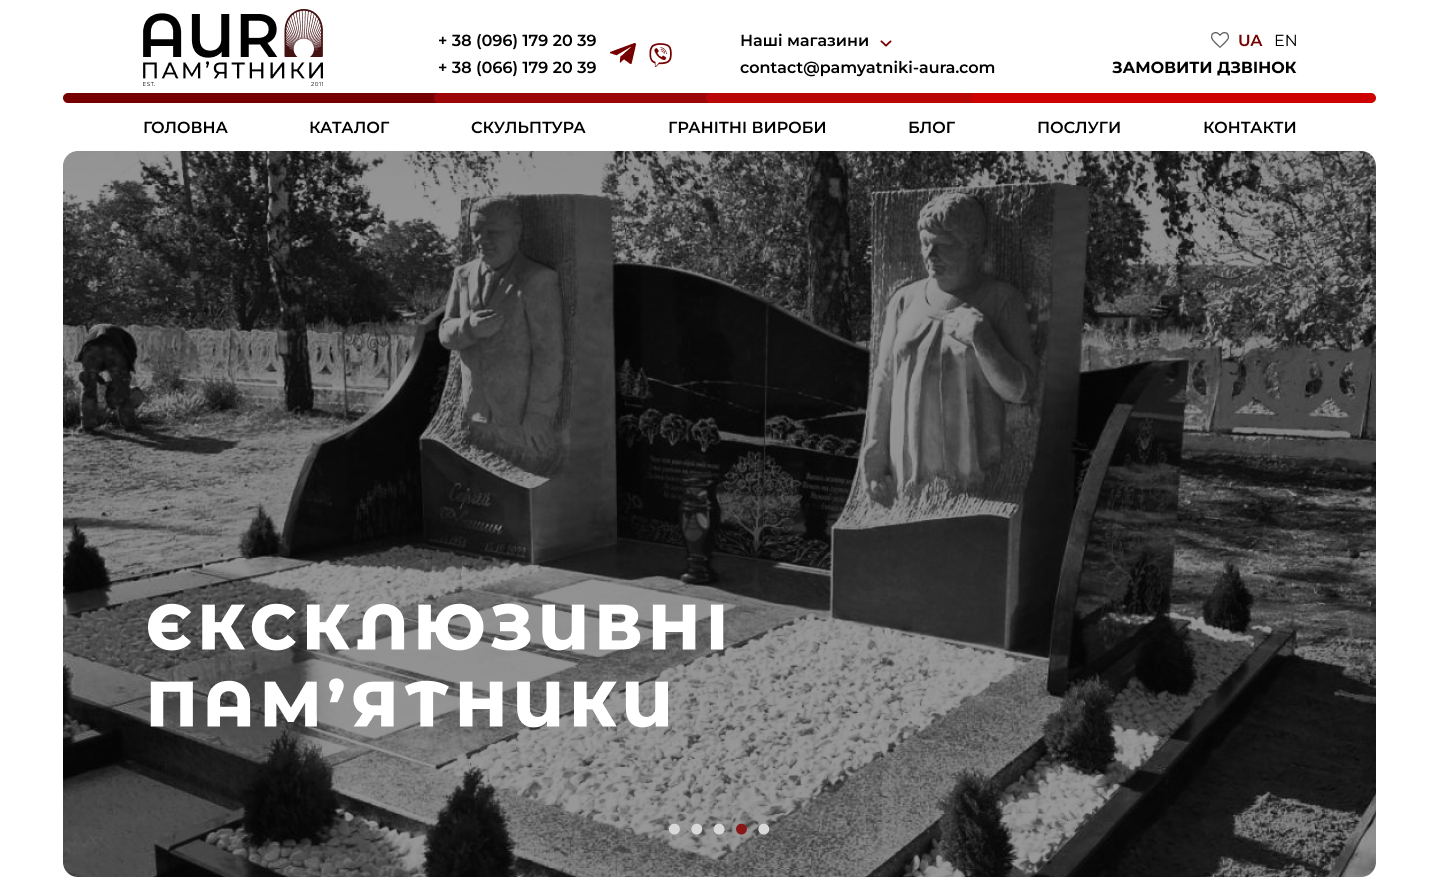 AURA
ПАМ’ЯТНИКИ
EST. 2011
+ 38 (096) 179 20 39
+ 38 (066) 179 20 39
Наші магазини
contact@pamyatniki-aura.com
UA EN
ЗАМОВИТИ ДЗВІНОК
ГОЛОВНА КАТАЛОГ СКУЛЬПТУРА ГРАНІТНІ ВИРОБИ БЛОГ ПОСЛУГИ КОНТАКТИ
ЄКСКЛЮЗИВНІ
ПАМ’ЯТНИКИ